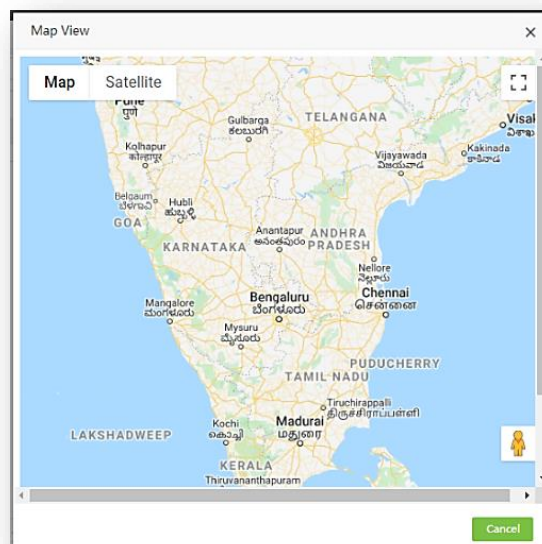 Map View
×
Map
Satellite
Pune
पुणे
Gulbarga
ಕಲಬುರಗಿ
TELANGANA
Kolhapur
कोल्हापूर
Vijayawada
విజయవాడ
Kakinada
కాకినాడ
Belgaum
ಬೆಳಗಾವಿ
GOA
Hubli
ಹುಬ್ಬಳ್ಳಿ
KARNATAKA
Anantapur
అనంతపురం
ANDHRA
PRADESH
Nellore
నెల్లూరు
Mangalore
ಮಂಗಳೂರು
Bengaluru
ಬೆಂಗಳೂರು
Chennai
சென்னை
Mysuru
ಮೈಸೂರು
PUDUCHERRY
TAMIL NADU
Tiruchirappalli
திருச்சிராப்பள்ளி
LAKSHADWEEP
Kochi
കൊച്ചി
Madurai
மதுரை
KERALA
Thiruvananthapuram
Cancel